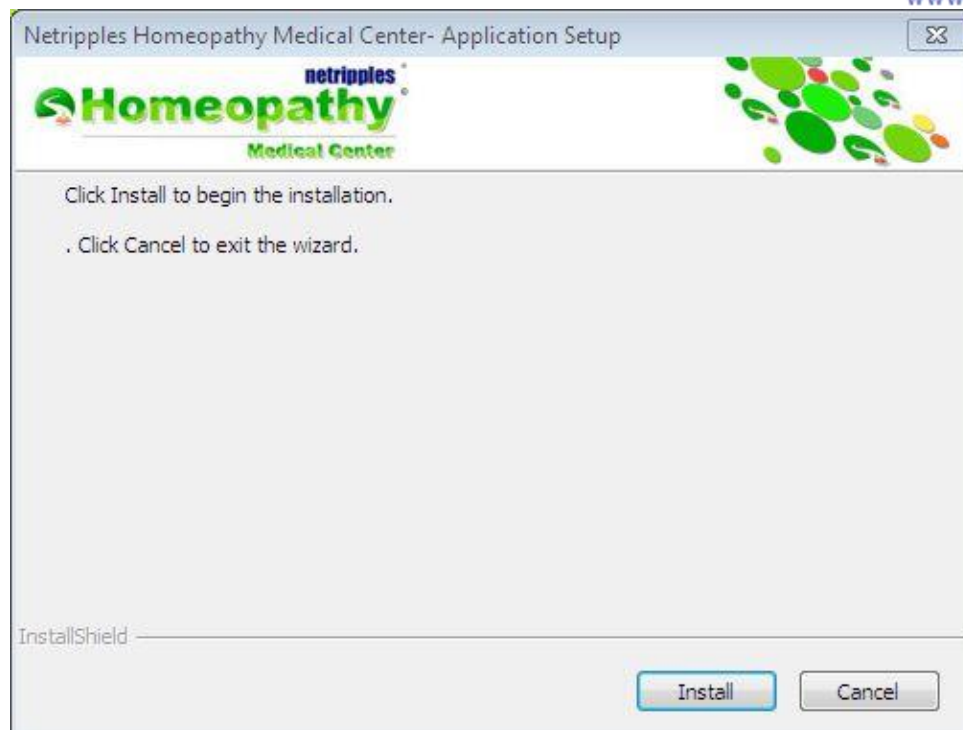 Netripples Homeopathy Medical Center- Application Setup
netripples
Homeopathy
Medical Center
Click Install to begin the installation.
. Click Cancel to exit the wizard.
InstallShield
Install Cancel